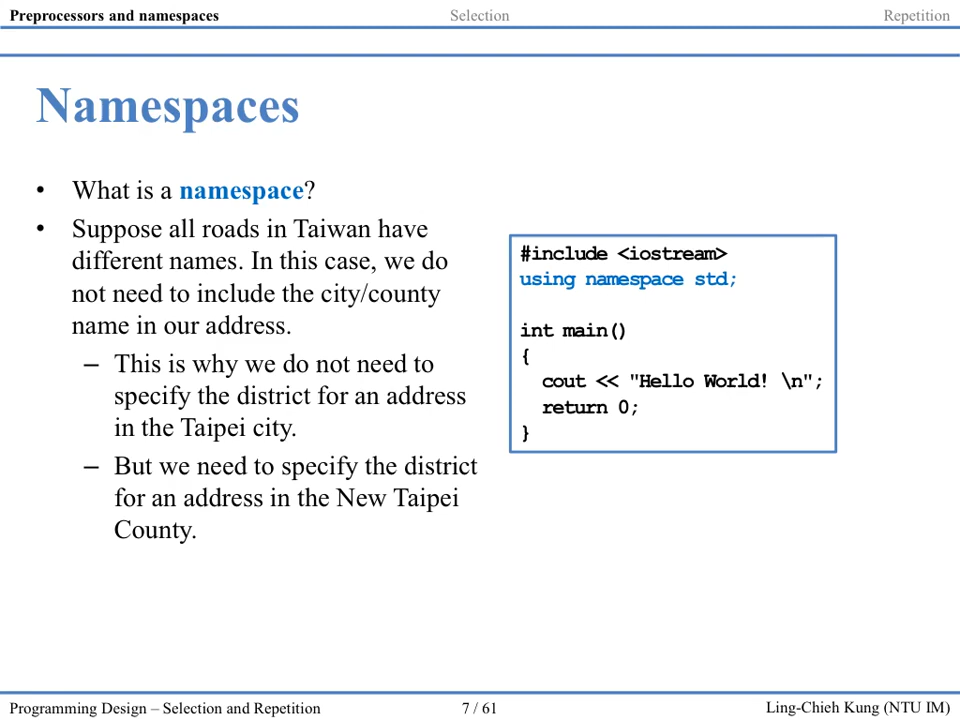 Preprocessors and namespaces Selection Repetition
Namespaces
• What is a namespace?
• Suppose all roads in Taiwan have
different names. In this case, we do
not need to include the city/county
name in our address.
– This is why we do not need to
specify the district for an address
in the Taipei city.
– But we need to specify the district
for an address in the New Taipei
County.
#include <iostream>
using namespace std;
int main()
{
cout << "Hello World! \n";
return 0;
}
Programming Design – Selection and Repetition 7 / 61 Ling-Chieh Kung (NTU IM)